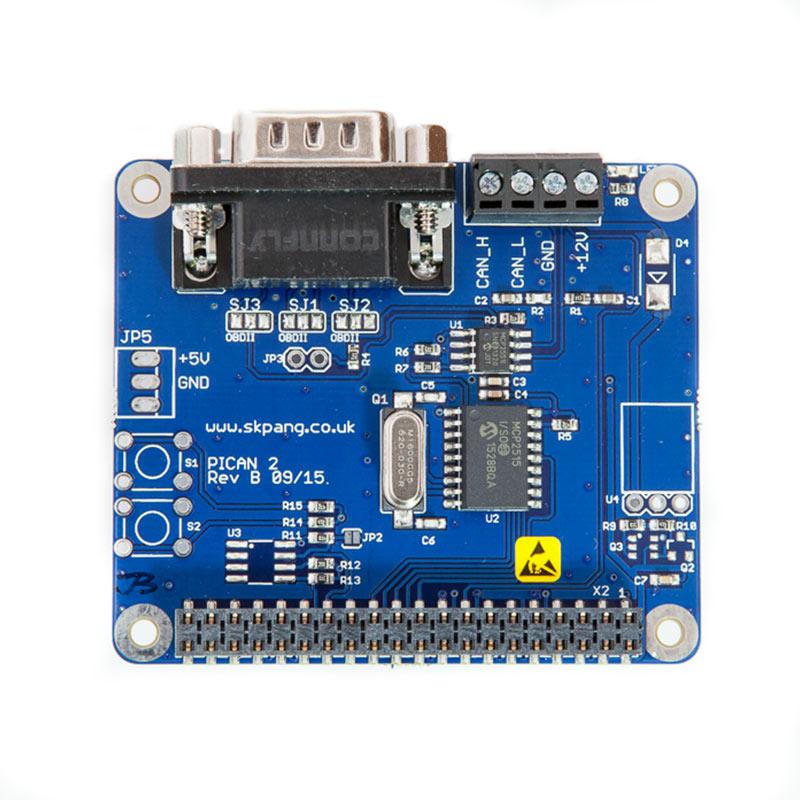 CONNFLY
R8
CAN_H
CAN_L
GND
+12V
D4
SJ3 SJ1 SJ2
OBDII OBDII OBDII
C2
R2
R1
C1
R3
U1
JP5
JP3
R4
R6
R7
+5V
GND
C3
C4
C5
Q1
www.skpang.co.uk
MCP2515
I/SO
1528BQA
R5
S1
PICAN 2
Rev B 09/15.
U4
U2
R15
R14
R11
S2
JP2
C6
R9
R10
U3
Q3
Q2
R12
R13
C7
JB
X2 1